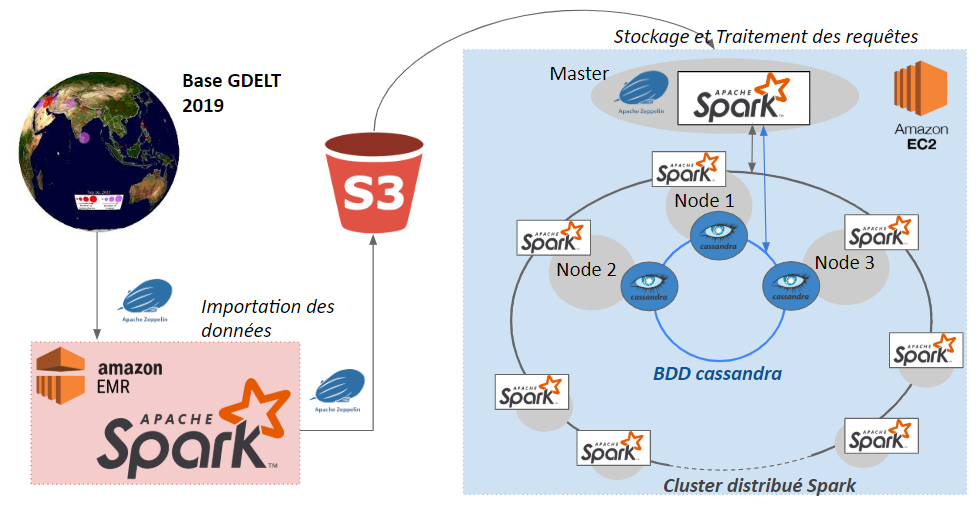 Stockage et Traitement des requêtes
Base GDELT
2019
Master
Apache Zeppelin
APACHE
Spark
TM
Amazon
EC2
S3
APACHE
Spark
Node 1
cassandra
APACHE
Spark
Node 2
cassandra
APACHE
Spark
Node 3
cassandra
Apache Zeppelin
Importation des
données
amazon
EMR
APACHE
Spark
TM
Apache Zeppelin
BDD cassandra
APACHE
Spark
APACHE
Spark
APACHE
Spark
APACHE
Spark
Cluster distribué Spark